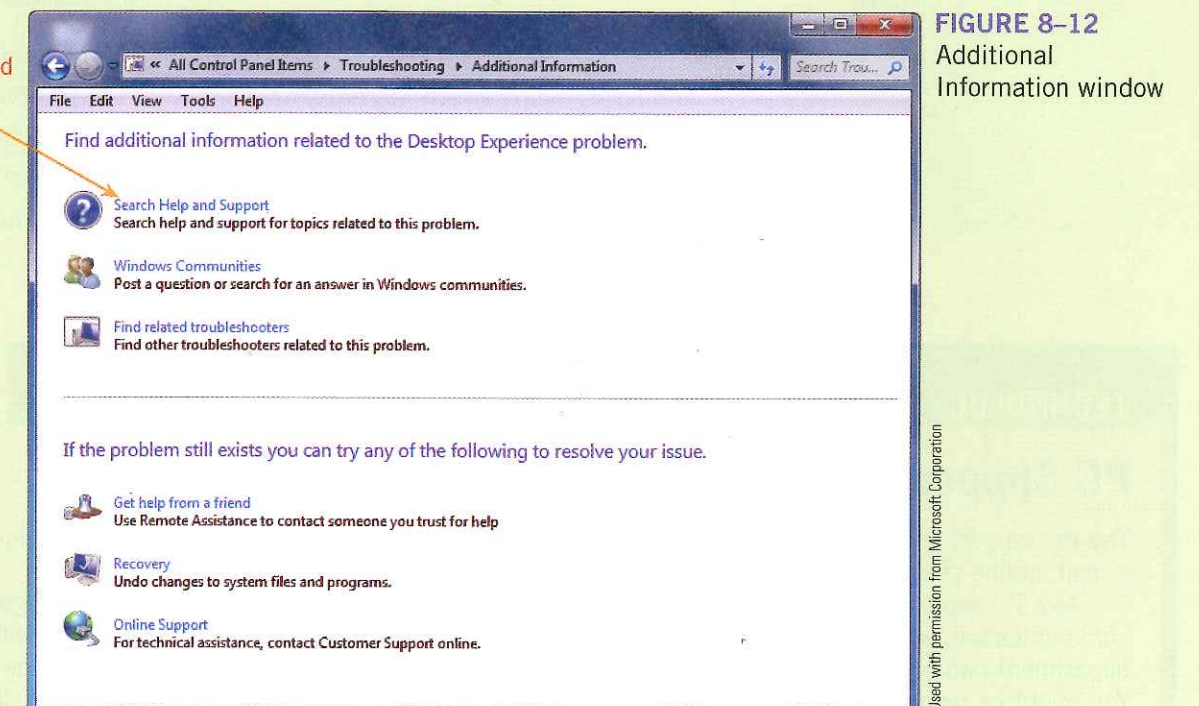 FIGURE 8–12
Additional
Information window
« All Control Panel Items ▸ Troubleshooting ▸ Additional Information
Search Trou...
File Edit View Tools Help
Find additional information related to the Desktop Experience problem.
Search Help and Support
Search help and support for topics related to this problem.
Windows Communities
Post a question or search for an answer in Windows communities.
Find related troubleshooters
Find other troubleshooters related to this problem.
If the problem still exists you can try any of the following to resolve your issue.
Get help from a friend
Use Remote Assistance to contact someone you trust for help
Recovery
Undo changes to system files and programs.
Online Support
For technical assistance, contact Customer Support online.
Used with permission from Microsoft Corporation